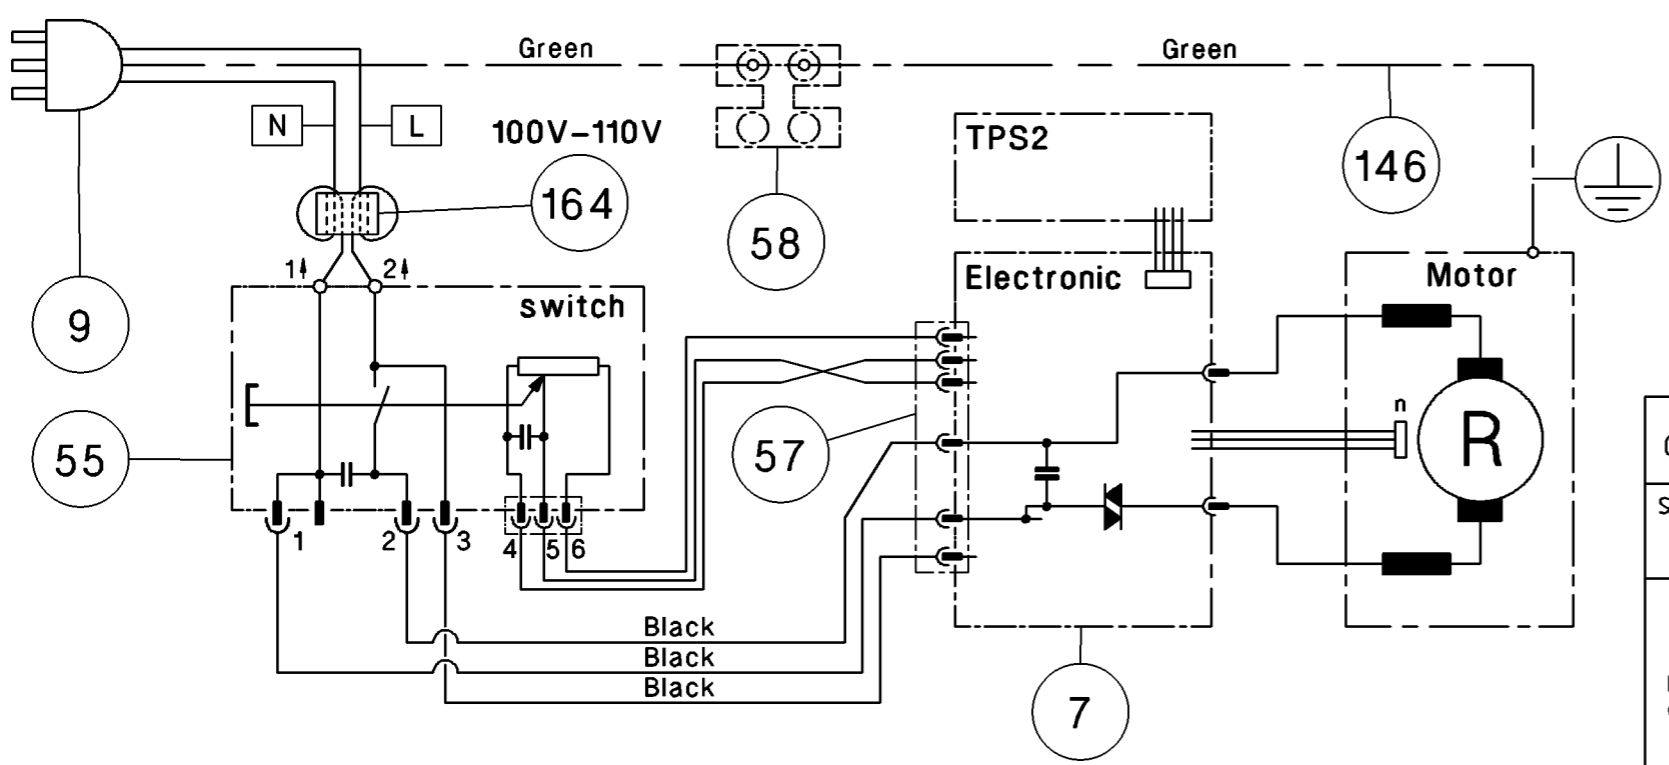 Green
Green
N
L
100V-110V
TPS2
146
164
58
1
2
Electronic
Motor
switch
9
n
R
57
55
1
2
3
4
5
6
Black
Black
Black
7